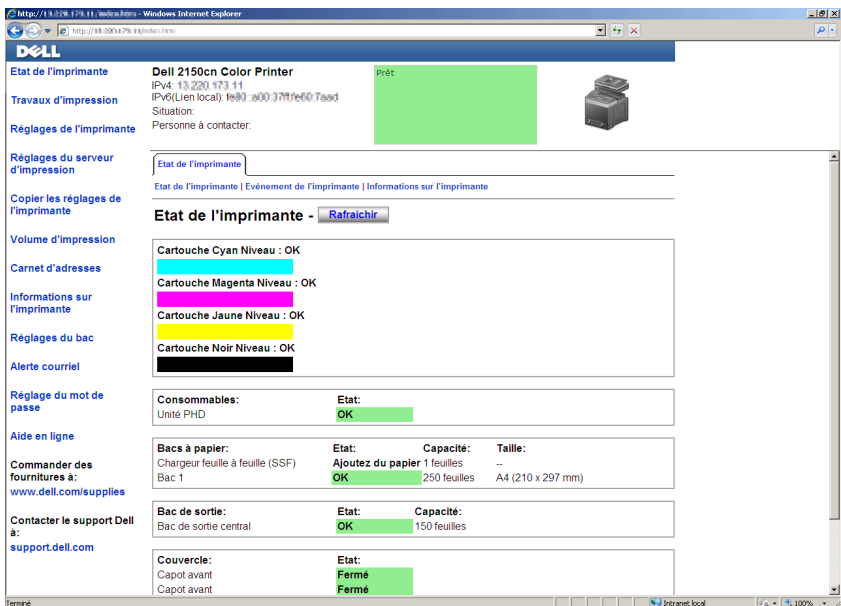 http://                    /index.htm - Windows Internet Explorer
http://
DELL
Etat de l'imprimante
Travaux d'impression
Réglages de l'imprimante
Réglages du serveur
d'impression
Copier les réglages de
l'imprimante
Volume d'impression
Carnet d'adresses
Informations sur
l'imprimante
Réglages du bac
Alerte courriel
Réglage du mot de
passe
Aide en ligne
Commander des
fournitures à:
www.dell.com/supplies
Contacter le support Dell
à:
support.dell.com
Dell 2150cn Color Printer
IPv4:
IPv6(Lien local):
Situation:
Personne à contacter:
Prêt
Etat de l'imprimante
Etat de l'imprimante | Evénement de l'imprimante | Informations sur l'imprimante
Etat de l'imprimante - Rafraichir
Cartouche Cyan Niveau : OK
Cartouche Magenta Niveau : OK
Cartouche Jaune Niveau : OK
Cartouche Noir Niveau : OK
Consommables: Etat:
Unité PHD OK
Bacs à papier: Etat: Capacité: Taille:
Chargeur feuille à feuille (SSF) Ajoutez du papier 1 feuilles --
Bac 1 OK 250 feuilles A4 (210 x 297 mm)
Bac de sortie: Etat: Capacité:
Bac de sortie central OK 150 feuilles
Couvercle: Etat:
Capot avant Fermé
Capot avant Fermé
Terminé Intranet local 100%